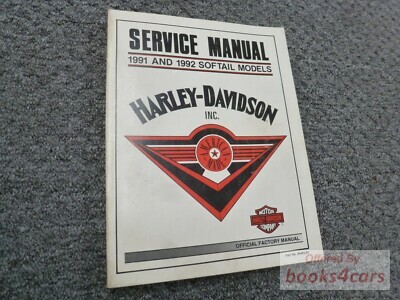 SERVICE MANUAL
1991 AND 1992 SOFTAIL MODELS
HARLEY-DAVIDSON
INC.
MOTOR
HARLEY-DAVIDSON
COMPANY
OFFICIAL FACTORY MANUAL
Offered By
books4cars